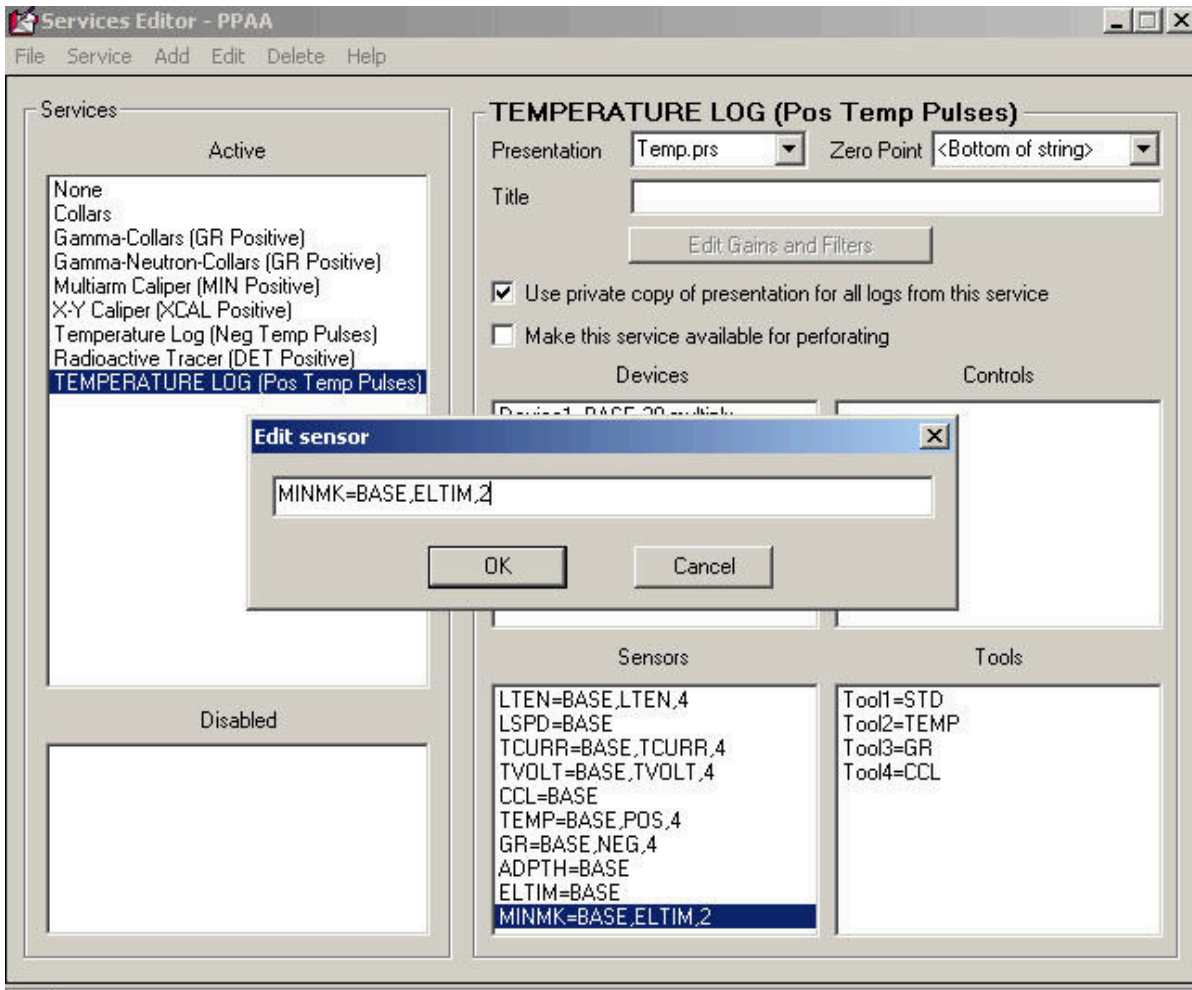 Services Editor - PPAA
File Service Add Edit Delete Help
Services
Active
None
Collars
Gamma-Collars (GR Positive)
Gamma-Neutron-Collars (GR Positive)
Multiarm Caliper (MIN Positive)
X-Y Caliper (XCAL Positive)
Temperature Log (Neg Temp Pulses)
Radioactive Tracer (DET Positive)
TEMPERATURE LOG (Pos Temp Pulses)
Disabled
TEMPERATURE LOG (Pos Temp Pulses)
Presentation Temp.prs Zero Point <Bottom of string>
Title
Edit Gains and Filters
Use private copy of presentation for all logs from this service
Make this service available for perforating
Devices
Controls
Device1=BASE,20,multiply
Edit sensor
MINMK=BASE,ELTIM,2
OK Cancel
Sensors
LTEN=BASE,LTEN,4
LSPD=BASE
TCURR=BASE,TCURR,4
TVOLT=BASE,TVOLT,4
CCL=BASE
TEMP=BASE,POS,4
GR=BASE,NEG,4
ADPTH=BASE
ELTIM=BASE
MINMK=BASE,ELTIM,2
Tools
Tool1=STD
Tool2=TEMP
Tool3=GR
Tool4=CCL